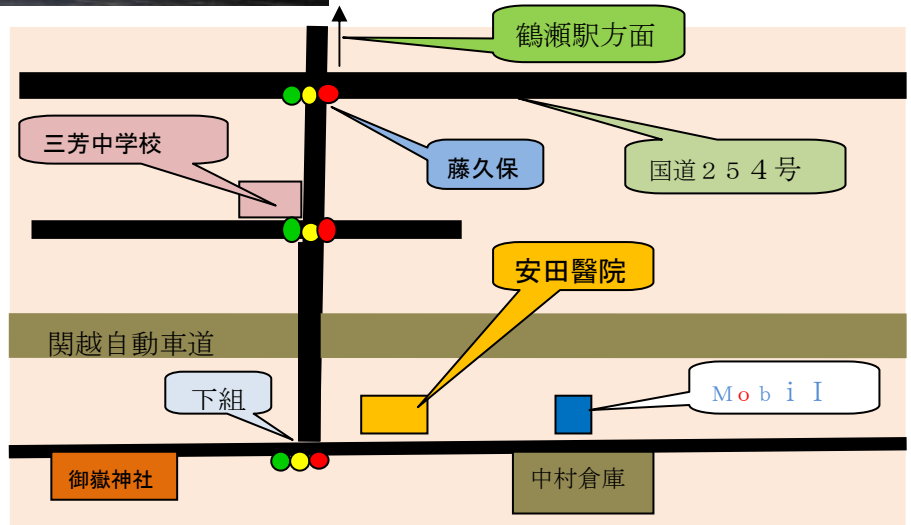 鶴瀬駅方面
三芳中学校
藤久保
国道２５４号
安田醫院
関越自動車道
下組
Ｍｏｂｉｌ
御嶽神社
中村倉庫